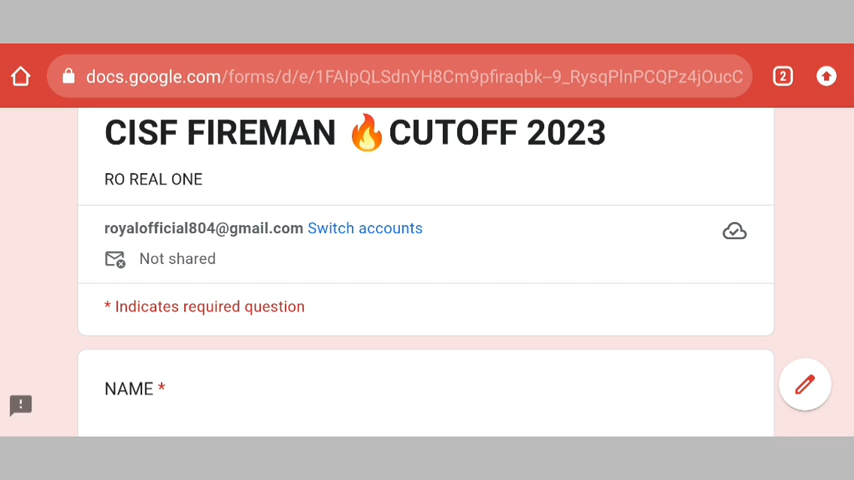 docs.google.com/forms/d/e/1FAIpQLSdnYH8Cm9pfiraqbk--9_RysqPlnPCQPz4jOucC
2
CISF FIREMAN 🔥CUTOFF 2023
RO REAL ONE
royalofficial804@gmail.com Switch accounts
Not shared
* Indicates required question
NAME *